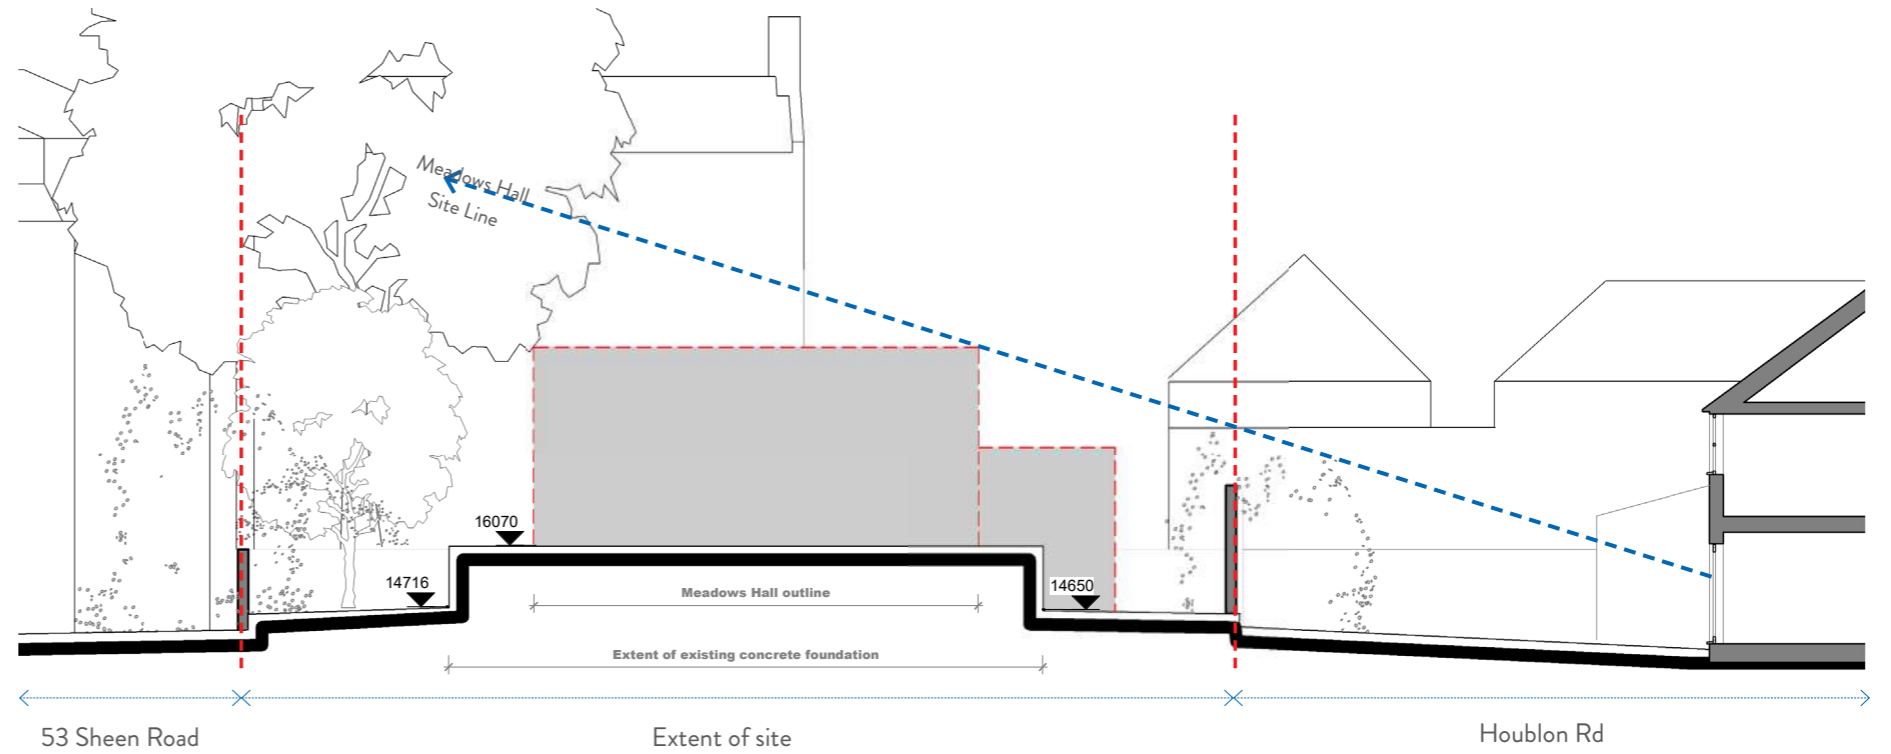 Meadows Hall
Site Line
16070
14716
14650
Meadows Hall outline
Extent of existing concrete foundation
53 Sheen Road
Extent of site
Houblon Rd